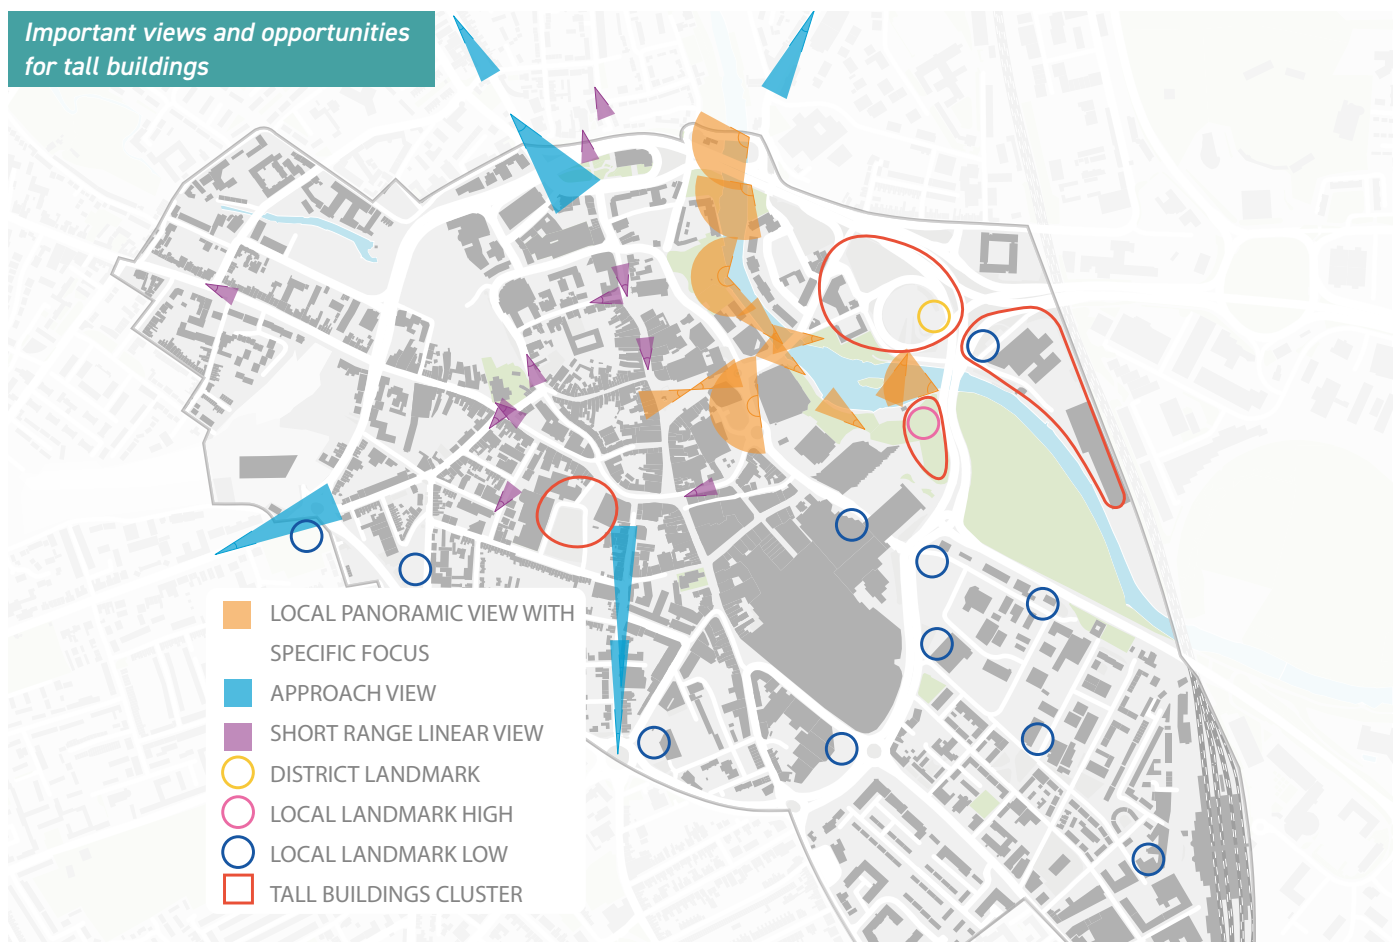 Important views and opportunities
for tall buildings
LOCAL PANORAMIC VIEW WITH
SPECIFIC FOCUS
APPROACH VIEW
SHORT RANGE LINEAR VIEW
DISTRICT LANDMARK
LOCAL LANDMARK HIGH
LOCAL LANDMARK LOW
TALL BUILDINGS CLUSTER